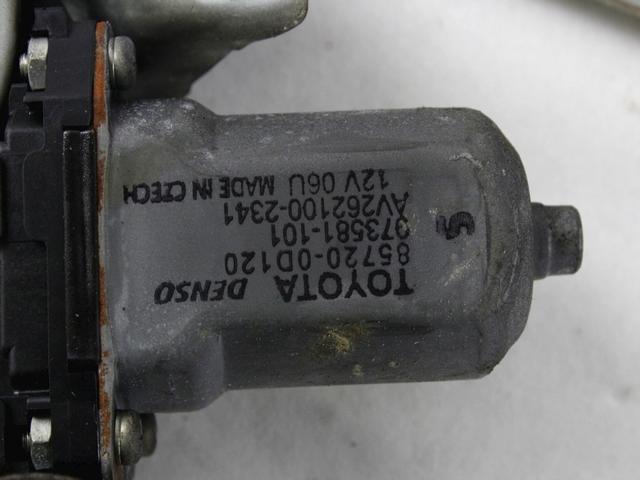 TOYOTA DENSO
85720-0D120
073581-101
AV262100-2341
12V 06U MADE IN CZECH
S